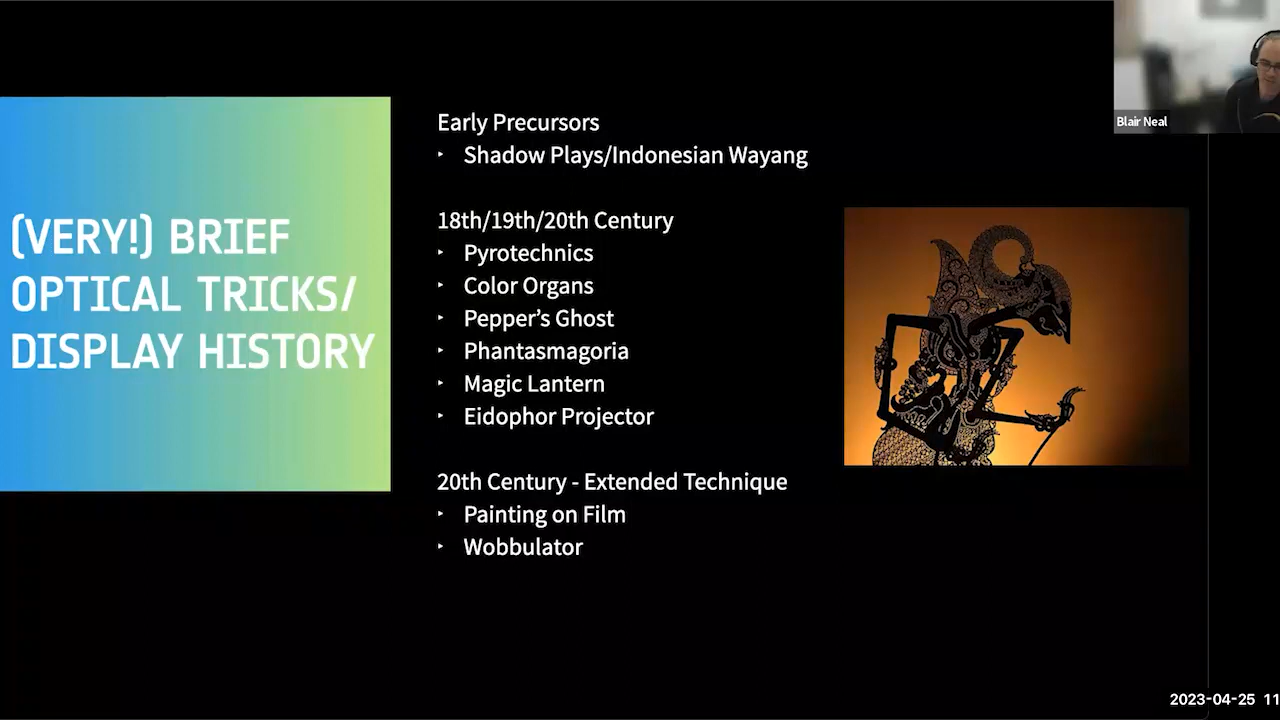 (VERY!) BRIEF
OPTICAL TRICKS/
DISPLAY HISTORY
Early Precursors
‣ Shadow Plays/Indonesian Wayang
18th/19th/20th Century
‣ Pyrotechnics
‣ Color Organs
‣ Pepper’s Ghost
‣ Phantasmagoria
‣ Magic Lantern
‣ Eidophor Projector
20th Century - Extended Technique
‣ Painting on Film
‣ Wobbulator
Blair Neal
2023-04-25 11